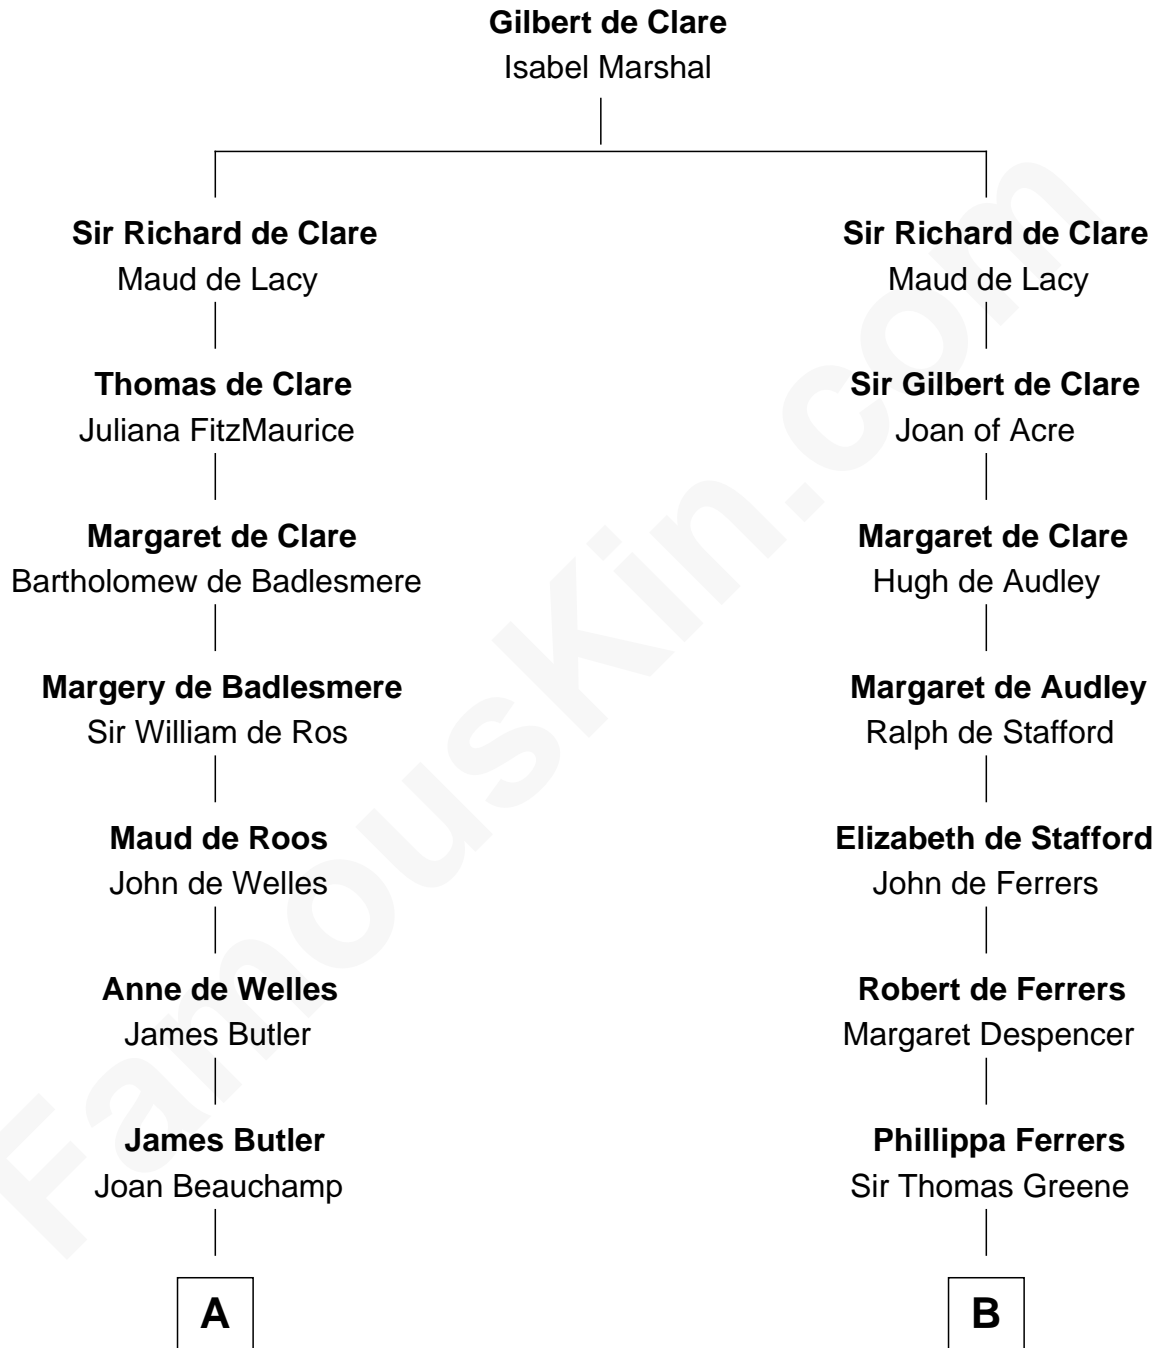 Gilbert de Clare
Isabel Marshal
Sir Richard de Clare
Maud de Lacy
Thomas de Clare
Juliana FitzMaurice
Margaret de Clare
Bartholomew de Badlesmere
Margery de Badlesmere
Sir William de Ros
Maud de Roos
John de Welles
Anne de Welles
James Butler
James Butler
Joan Beauchamp
A
Sir Richard de Clare
Maud de Lacy
Sir Gilbert de Clare
Joan of Acre
Margaret de Clare
Hugh de Audley
Margaret de Audley
Ralph de Stafford
Elizabeth de Stafford
John de Ferrers
Robert de Ferrers
Margaret Despencer
Phillippa Ferrers
Sir Thomas Greene
B
FamousKin.com